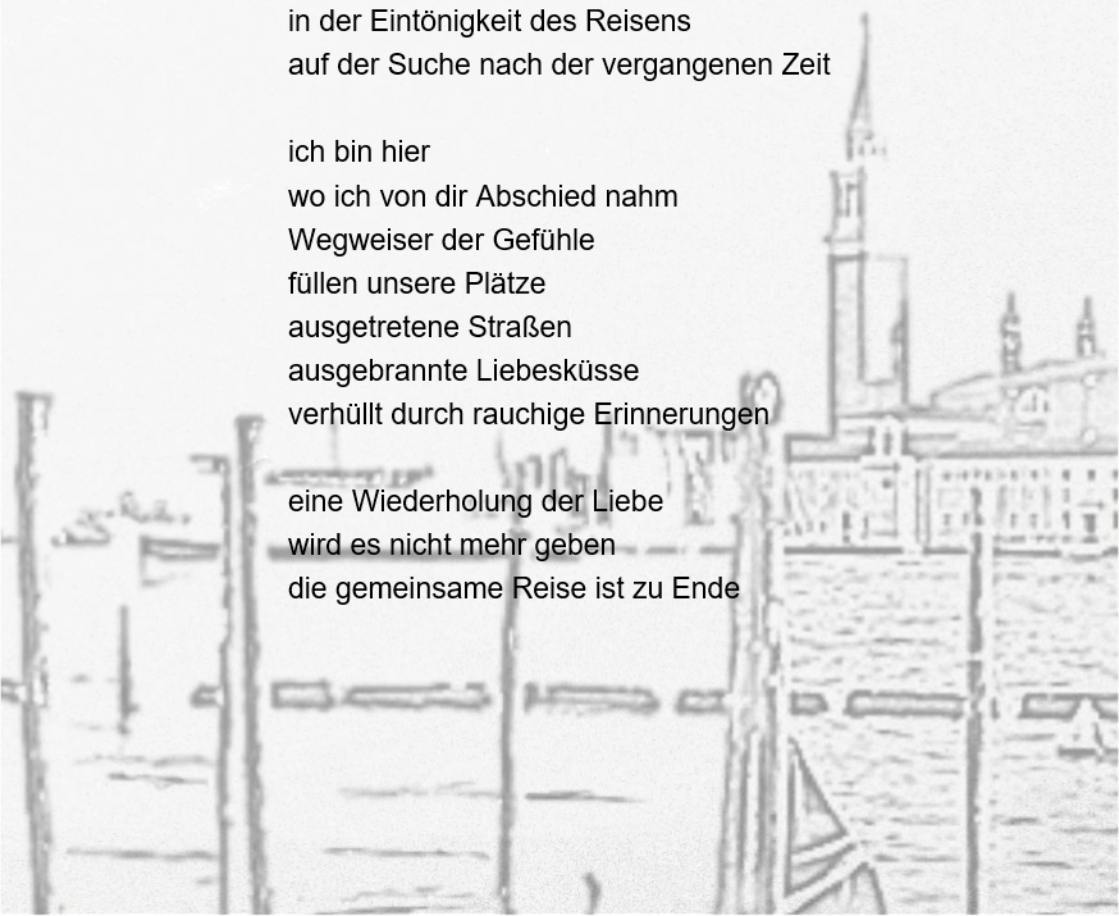 in der Eintönigkeit des Reisens
auf der Suche nach der vergangenen Zeit
ich bin hier
wo ich von dir Abschied nahm
Wegweiser der Gefühle
füllen unsere Plätze
ausgetretene Straßen
ausgebrannte Liebesküsse
verhüllt durch rauchige Erinnerungen
eine Wiederholung der Liebe
wird es nicht mehr geben
die gemeinsame Reise ist zu Ende